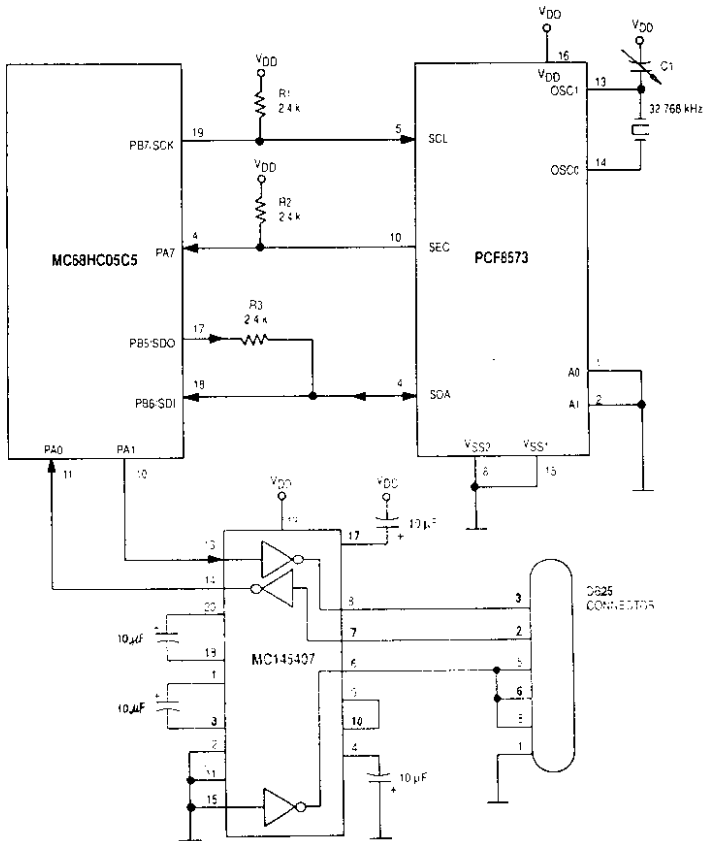 VDD
16
VDD
VDD
C1
13
OSC1
32.768 kHz
14
OSC0
VDD
R1
2.4 k
19
PB7/SCK
5
SCL
VDD
R2
2.4 k
4
PA7
10
SEC
MC68HC05C5
PCF8573
R3
2.4 k
17
PB5/SDO
18
PB6/SDI
4
SDA
1
A0
2
A1
PA0
PA1
11
10
VSS2
VSS1
8
15
VDD
19
VDD
17
10 µF
+
14
20
10 µF
+
18
MC145407
1
10 µF
+
3
2
15
8
7
6
10
4
10 µF
+
DB25
CONNECTOR
3
2
5
6
8
1